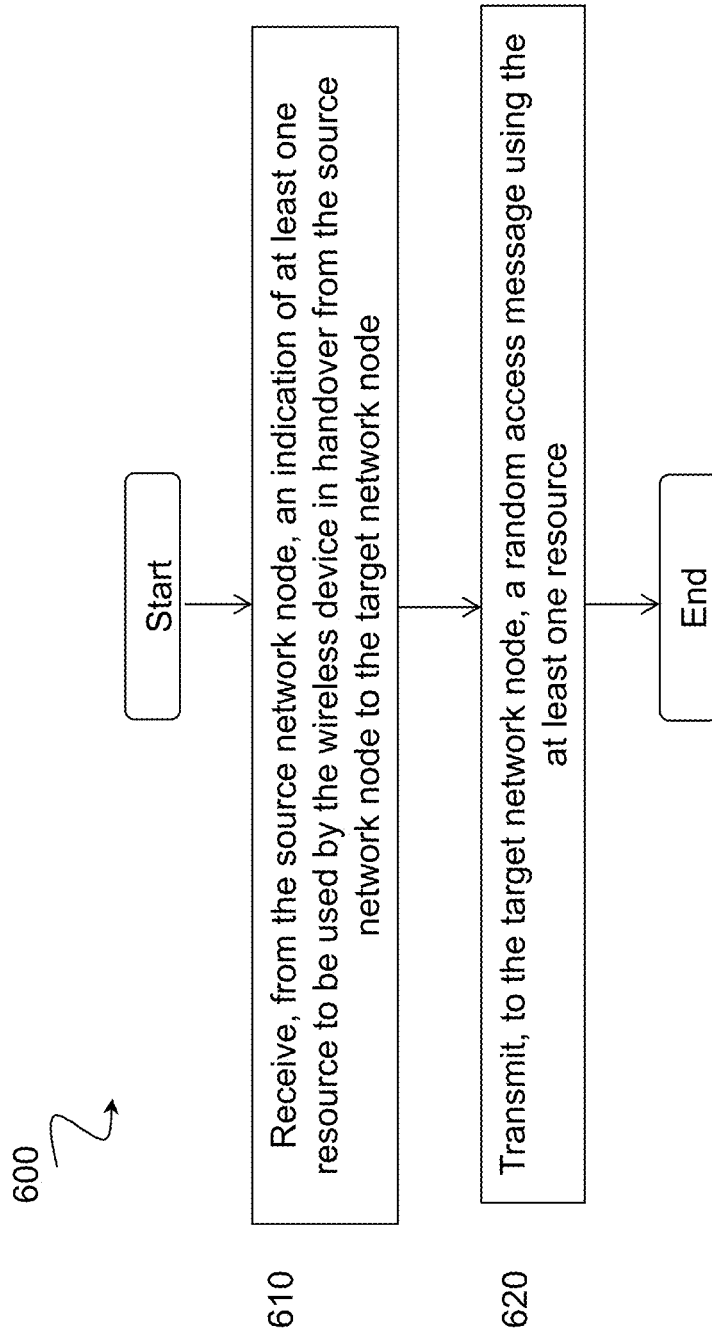 600
Start
610
Receive, from the source network node, an indication of at least one
resource to be used by the wireless device in handover from the source
network node to the target network node
620
Transmit, to the target network node, a random access message using the
at least one resource
End